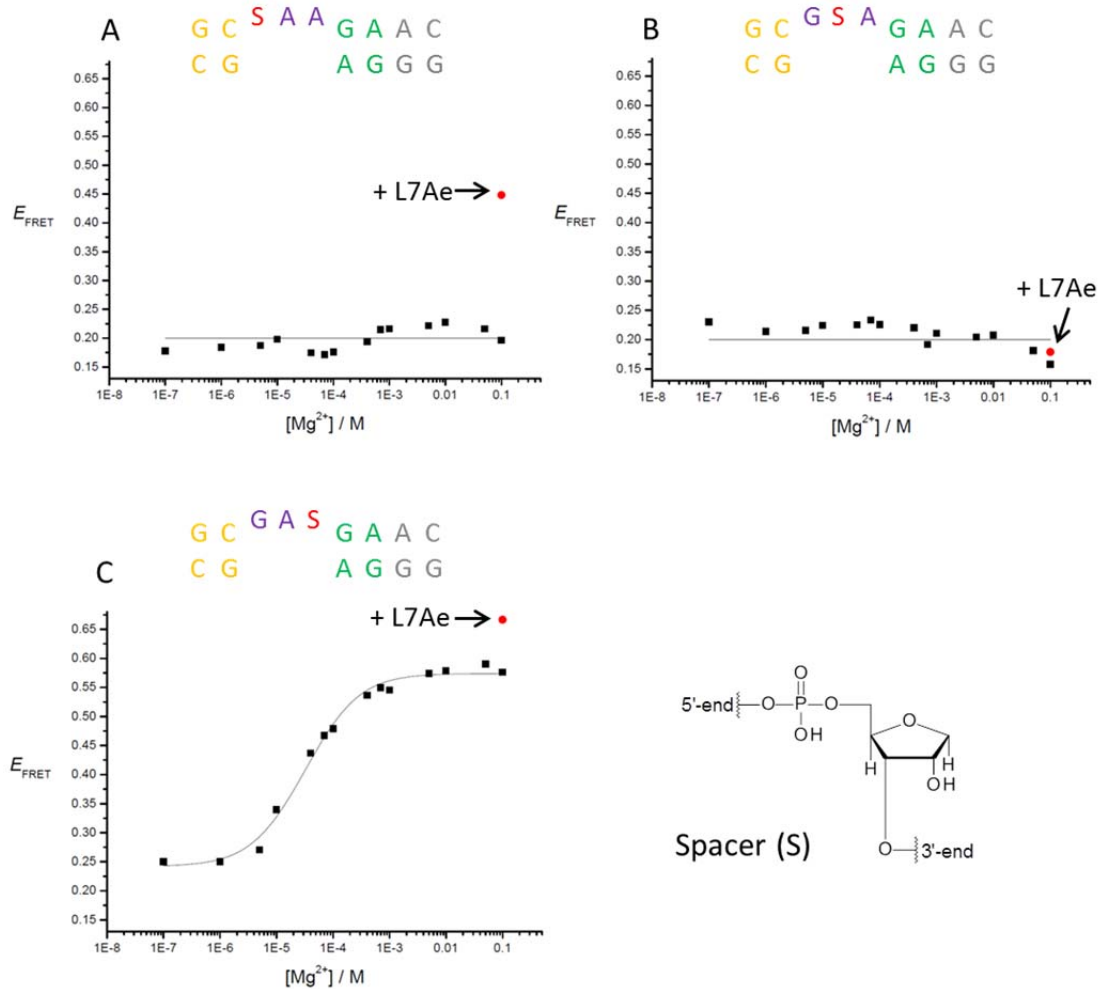 A
G C S A A G A A C
C G A G G G
0.65
0.60
0.55
0.50
0.45
0.40
0.35
0.30
0.25
0.20
0.15
E_FRET
+ L7Ae
1E-8 1E-7 1E-6 1E-5 1E-4 1E-3 0.01 0.1
[Mg²⁺] / M
B
G C G S A G A A C
C G A G G G
0.65
0.60
0.55
0.50
0.45
0.40
0.35
0.30
0.25
0.20
0.15
E_FRET
+ L7Ae
1E-8 1E-7 1E-6 1E-5 1E-4 1E-3 0.01 0.1
[Mg²⁺] / M
C
G C G A S G A A C
C G A G G G
0.65
0.60
0.55
0.50
0.45
0.40
0.35
0.30
0.25
0.20
0.15
E_FRET
+ L7Ae
1E-8 1E-7 1E-6 1E-5 1E-4 1E-3 0.01 0.1
[Mg²⁺] / M
O
5'-end O P O O
OH H H
OH
O 3'-end
Spacer (S)